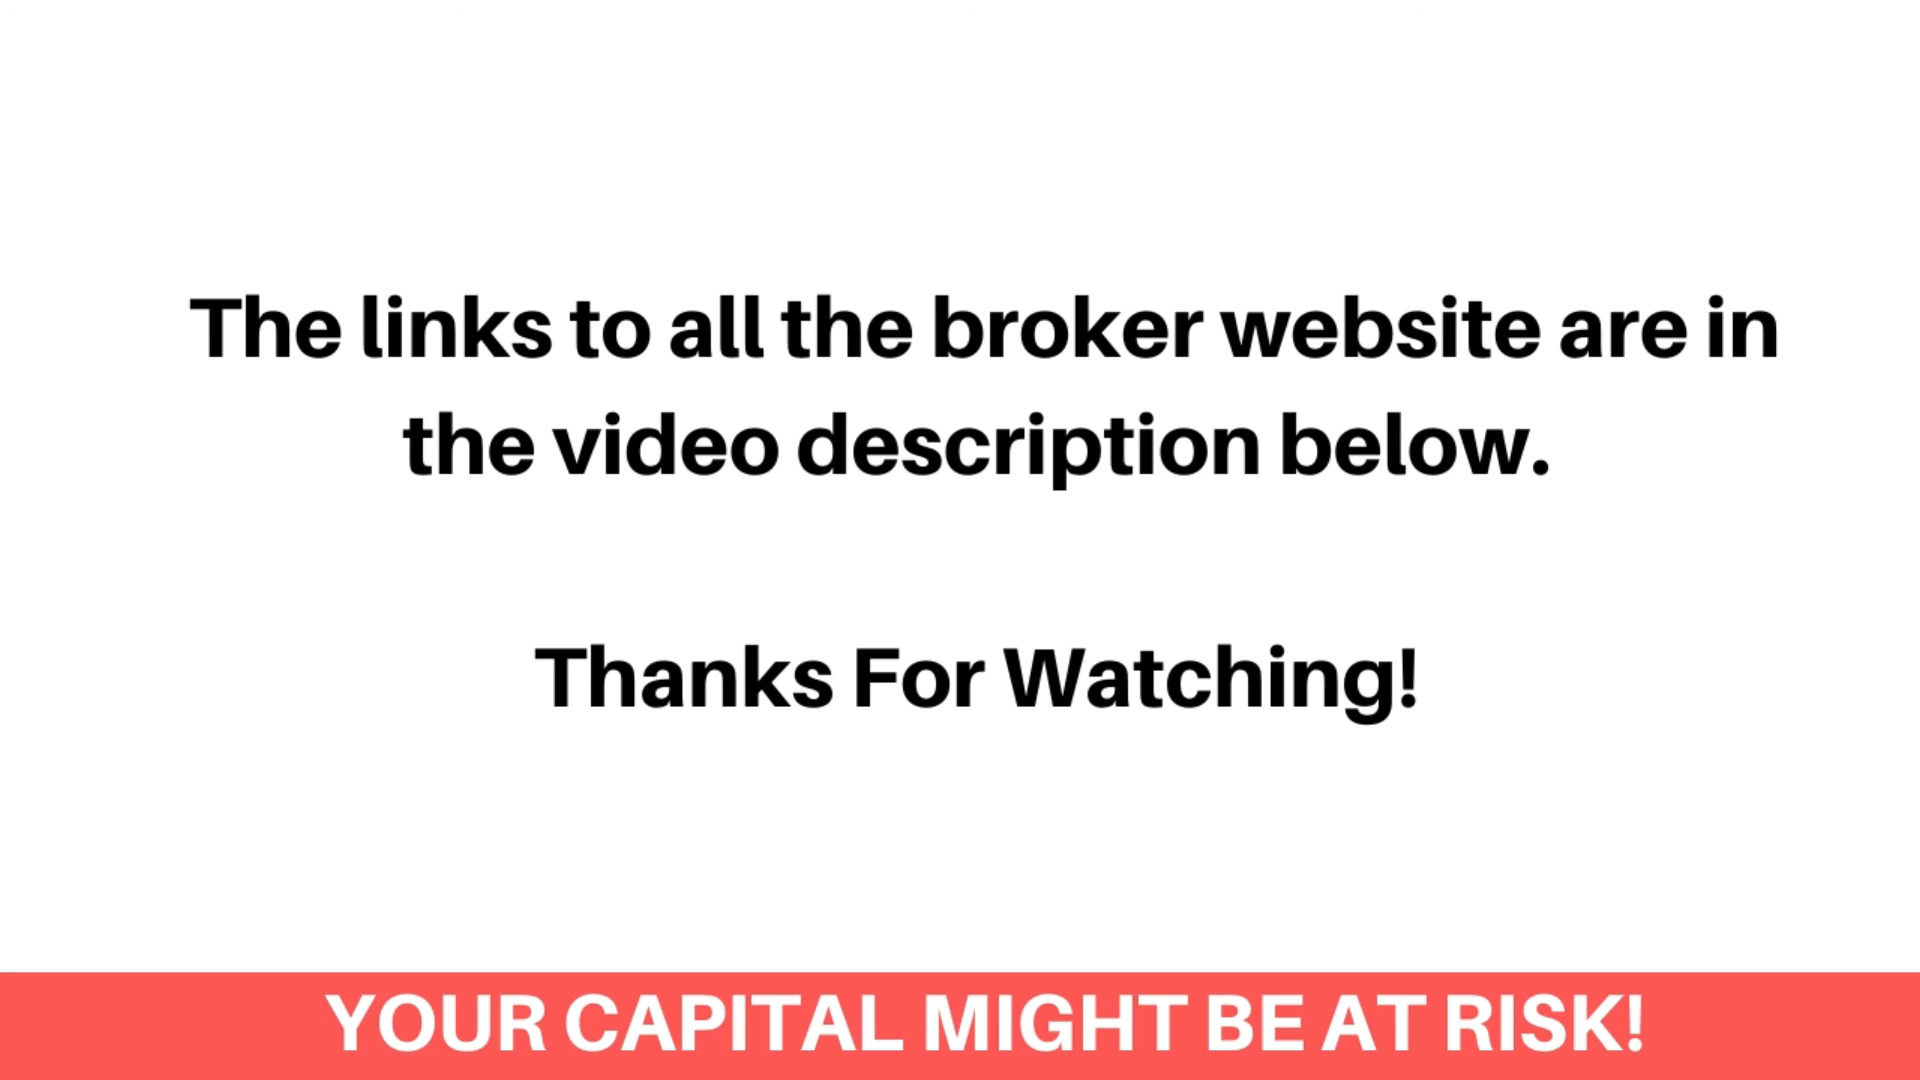 The links to all the broker website are in
the video description below.
Thanks For Watching!
YOUR CAPITAL MIGHT BE AT RISK!